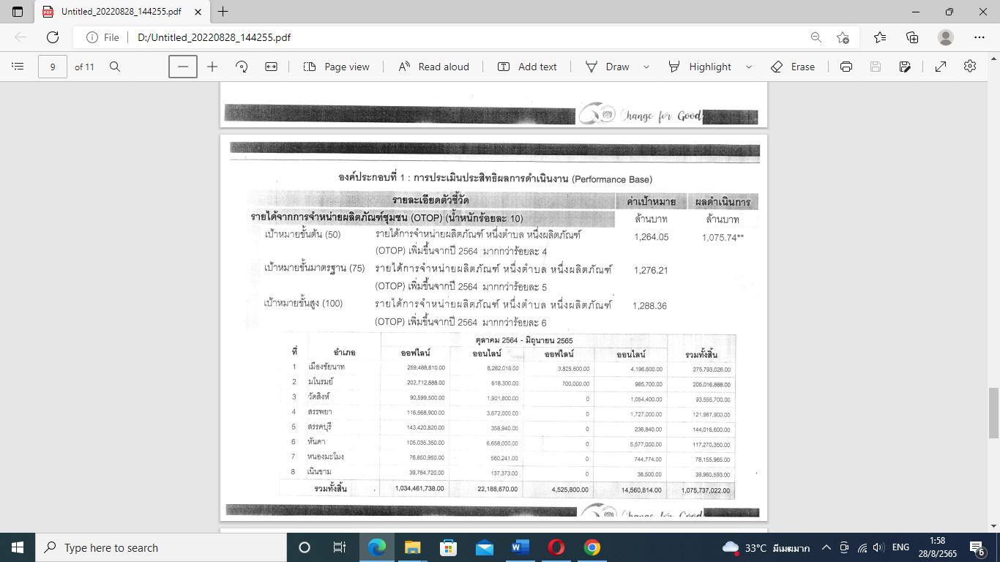 Untitled_20220828_144255.pdf
File D:/Untitled_20220828_144255.pdf
9 of 11 Page view Read aloud Add text Draw Highlight Erase
Change for Good
องค์ประกอบที่ 1 : การประเมินประสิทธิผลการดำเนินงาน (Performance Base)
รายละเอียดตัวชี้วัด ค่าเป้าหมาย ผลดำเนินการ
รายได้จากการจำหน่ายผลิตภัณฑ์ชุมชน (OTOP) (น้ำหนักร้อยละ 10) ล้านบาท ล้านบาท
เป้าหมายขั้นต้น (50) รายได้การจำหน่ายผลิตภัณฑ์ หนึ่งตำบล หนึ่งผลิตภัณฑ์ 1,264.05 1,075.74**
(OTOP) เพิ่มขึ้นจากปี 2564 มากกว่าร้อยละ 4
เป้าหมายขั้นมาตรฐาน (75) รายได้การจำหน่ายผลิตภัณฑ์ หนึ่งตำบล หนึ่งผลิตภัณฑ์ 1,276.21
(OTOP) เพิ่มขึ้นจากปี 2564 มากกว่าร้อยละ 5
เป้าหมายขั้นสูง (100) รายได้การจำหน่ายผลิตภัณฑ์ หนึ่งตำบล หนึ่งผลิตภัณฑ์ 1,288.36
(OTOP) เพิ่มขึ้นจากปี 2564 มากกว่าร้อยละ 6
ตุลาคม 2564 - มิถุนายน 2565
ที่ อำเภอ ออฟไลน์ ออนไลน์ ออฟไลน์ ออนไลน์ รวมทั้งสิ้น
1 เมืองชัยนาท 259,488,610.00 8,282,016.00 3,825,800.00 4,196,600.00 275,793,026.00
2 มโนรมย์ 202,712,888.00 618,300.00 700,000.00 985,700.00 205,016,888.00
3 วัดสิงห์ 90,599,500.00 1,901,800.00 0 1,054,400.00 93,555,700.00
4 สรรพยา 116,568,900.00 3,672,000.00 0 1,727,000.00 121,967,900.00
5 สรรคบุรี 143,420,820.00 358,940.00 0 236,840.00 144,016,600.00
6 หันคา 105,035,350.00 6,658,000.00 0 5,577,000.00 117,270,350.00
7 หนองมะโมง 76,850,950.00 560,241.00 0 744,774.00 78,155,965.00
8 เนินขาม 39,784,720.00 137,373.00 0 38,500.00 39,960,593.00
รวมทั้งสิ้น 1,034,461,738.00 22,188,670.00 4,525,800.00 14,560,814.00 1,075,737,022.00
Change for Good
Type here to search 33°C มีเมฆมาก ENG 1:58
28/8/2565 6